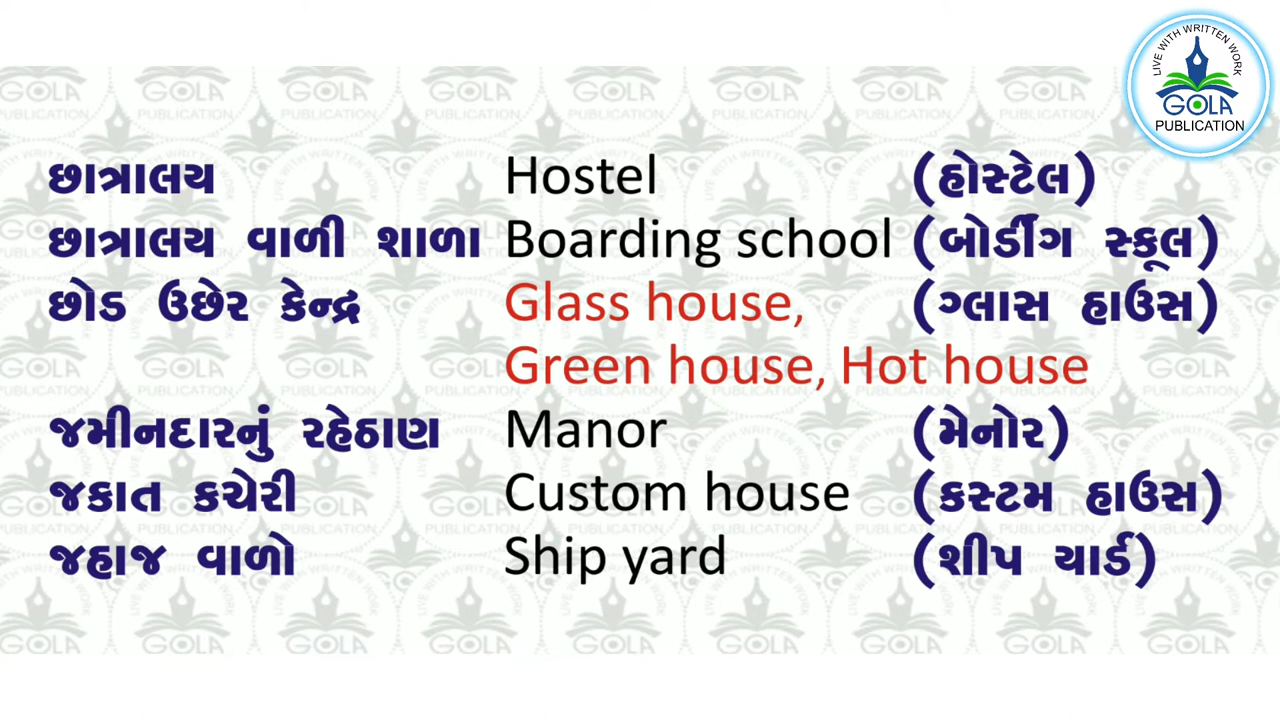 LIVE WITH WRITTEN WORK
GOLA
PUBLICATION
છાત્રાલય Hostel (હોસ્ટેલ)
છાત્રાલય વાળી શાળા Boarding school (બોર્ડીંગ સ્કૂલ)
છોડ ઉછેર કેન્દ્ર Glass house, (ગ્લાસ હાઉસ)
Green house, Hot house
જમીનદારનું રહેઠાણ Manor (મેનોર)
જકાત કચેરી Custom house (કસ્ટમ હાઉસ)
જહાજ વાળો Ship yard (શીપ યાર્ડ)